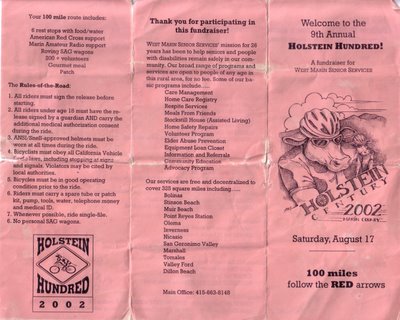 Your 100 mile route includes:
6 rest stops with food/water
American Red Cross support
Marin Amateur Radio support
Roving SAG wagons
200 + volunteers
Gourmet meal
Patch
The Rules-of-the-Road:
1. All riders must sign the release before
starting.
2. All riders under age 18 must have the re-
lease signed by a guardian AND carry the
additional medical authorization consent
during the ride.
3. ANSI/Snell-approved helmets must be
worn at all times during the ride.
4. Bicyclists must obey all California Vehicle
laws, including stopping at signs
and signals. Violators must be cited by
local authorities.
5. Bicycles must be in good operating
condition prior to the ride.
6. Riders must carry a spare tube or patch
kit, pump, tools, water, telephone money
and medical ID.
7. Whenever possible, ride single-file.
8. No personal SAG wagons.
HOLSTEIN
HUNDRED
2002
Thank you for participating in
this fundraiser!
WEST MARIN SENIOR SERVICES' mission for 26
years has been to help seniors and people
with disabilities remain safely in our com-
munity. Our broad range of programs and
services are open to people of any age in
this rural area, for no fee. Some of our ba-
sic programs include.....
Care Management
Home Care Registry
Respite Services
Meals From Friends
Stockstill House (Assisted Living)
Home Safety Repairs
Volunteer Program
Elder Abuse Prevention
Equipment Loan Closet
Information and Referrals
Community Education
Advocacy Program
Our services are free and decentralized to
cover 325 square miles including.....
Bolinas
Stinson Beach
Muir Beach
Point Reyes Station
Olema
Inverness
Nicasio
San Geronimo Valley
Marshall
Tomales
Valley Ford
Dillon Beach
Main Office: 415-663-8148
Welcome to the
9th Annual
HOLSTEIN HUNDRED!
A fundraiser for
WEST MARIN SENIOR SERVICES
HOLSTEIN
CENTURY
2002
MARIN COUNTY
Saturday, August 17
100 miles
follow the RED arrows